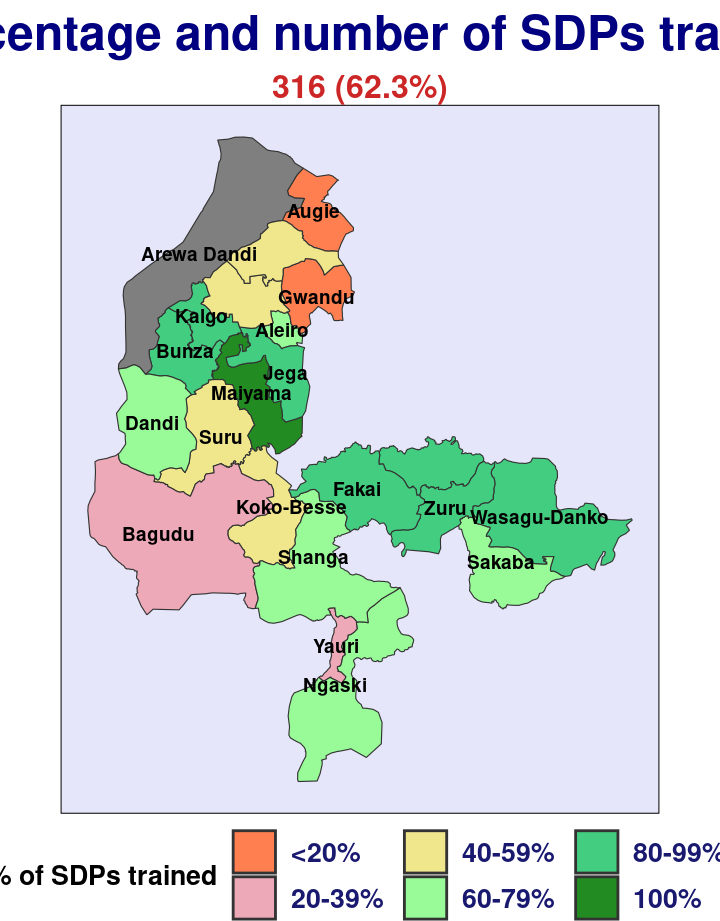 centage and number of SDPs tra
316 (62.3%)
Augie
Arewa Dandi
Gwandu
Kalgo
Aleiro
Bunza
Jega
Maiyama
Dandi
Suru
Fakai
Koko-Besse
Zuru
Wasagu-Danko
Bagudu
Shanga
Sakaba
Yauri
Ngaski
% of SDPs trained
<20%
40-59%
80-99%
20-39%
60-79%
100%